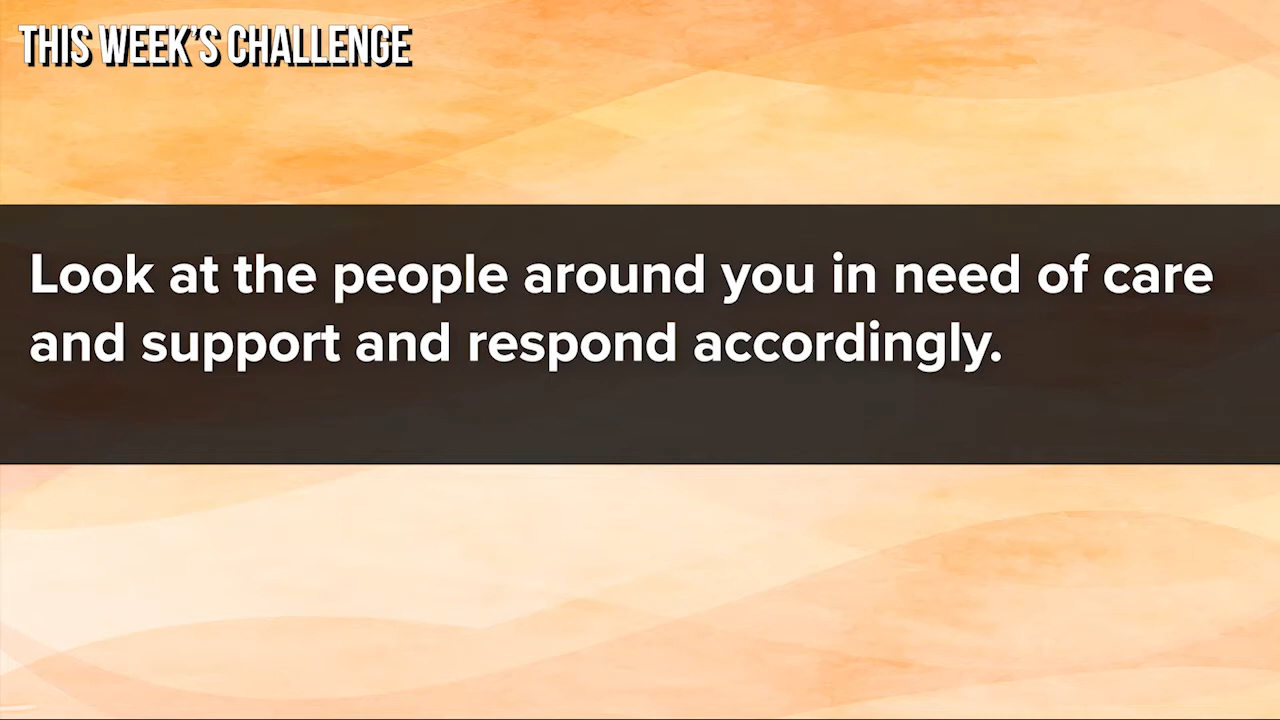 THIS WEEK'S CHALLENGE
Look at the people around you in need of care
and support and respond accordingly.